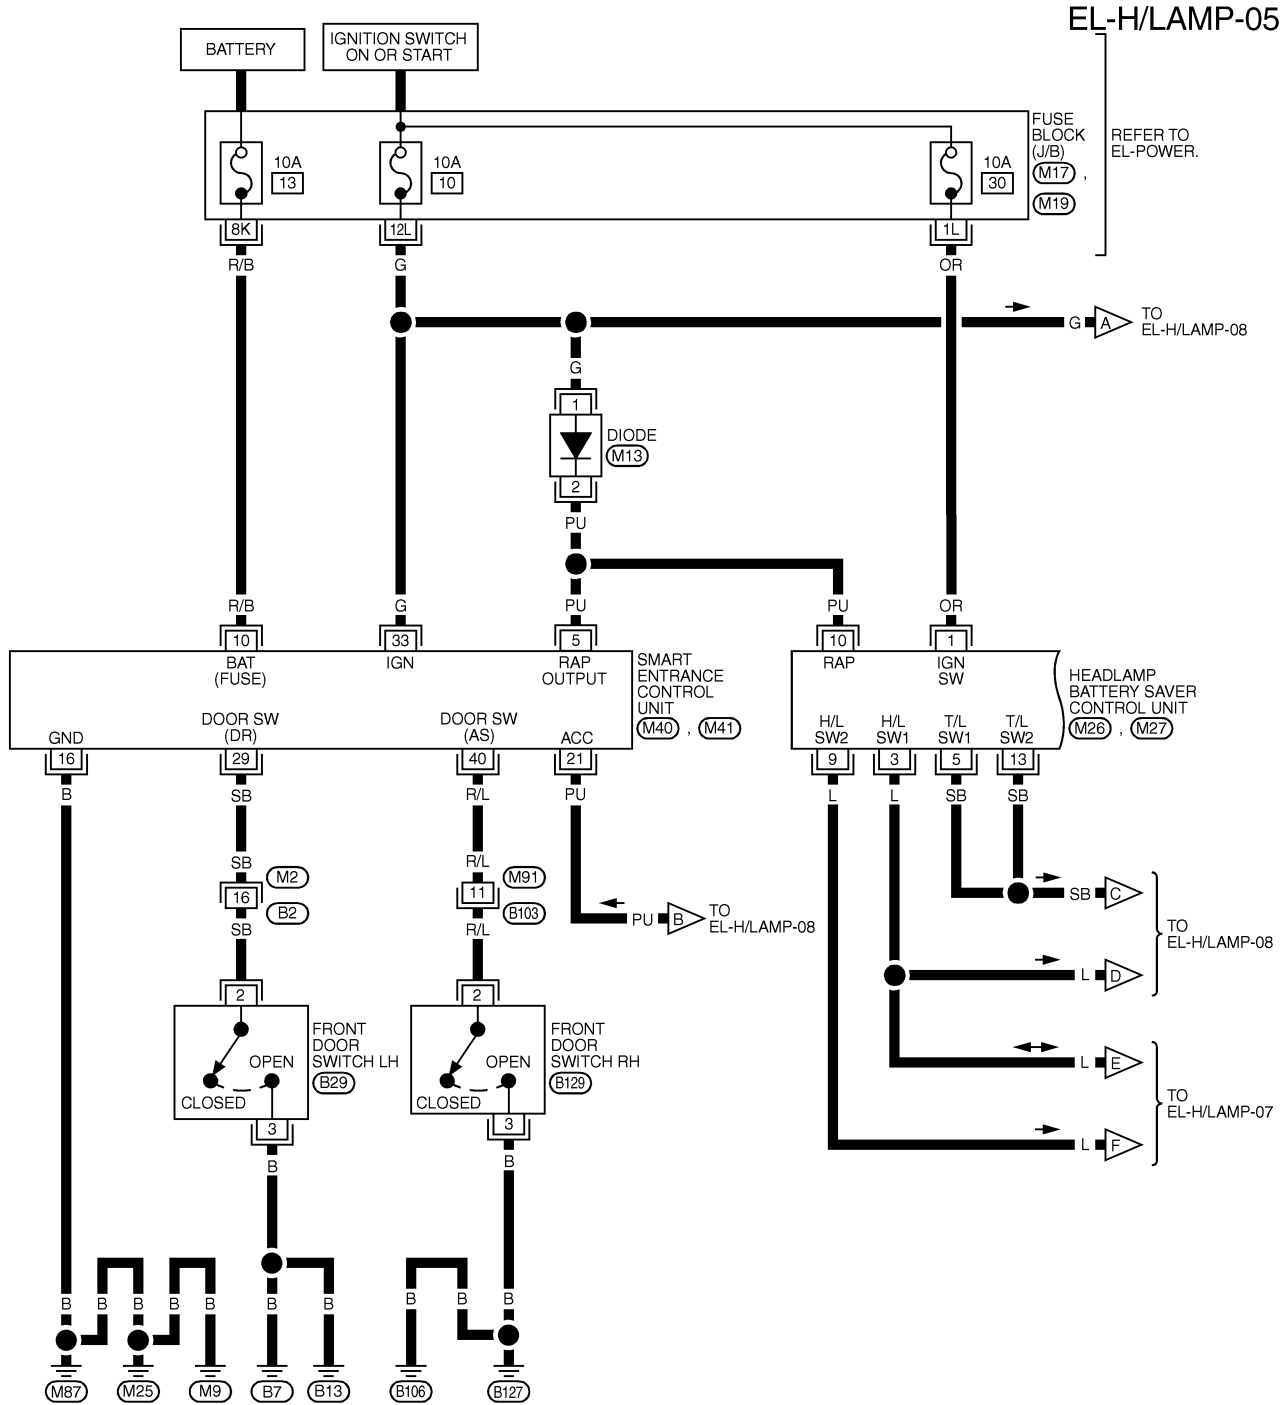 EL-H/LAMP-05
BATTERY
IGNITION SWITCH
ON OR START
10A
13
10A
10
10A
30
FUSE
BLOCK
(J/B)
M17 ,
M19
REFER TO
EL-POWER.
8K
12L
1L
R/B
G
OR
G
A
TO
EL-H/LAMP-08
G
1
DIODE
M13
2
PU
R/B
G
PU
PU
OR
10
33
5
10
1
BAT
(FUSE)
IGN
RAP
OUTPUT
SMART
ENTRANCE
CONTROL
UNIT
M40 , M41
RAP
IGN
SW
HEADLAMP
BATTERY SAVER
CONTROL UNIT
M26 , M27
GND
DOOR SW
(DR)
DOOR SW
(AS)
ACC
H/L
SW2
H/L
SW1
T/L
SW1
T/L
SW2
16
29
40
21
9
3
5
13
B
SB
R/L
PU
L
L
SB
SB
SB
M2
16
B2
SB
R/L
M91
11
B103
R/L
PU
B
TO
EL-H/LAMP-08
SB
C
L
D
TO
EL-H/LAMP-08
L
E
L
F
TO
EL-H/LAMP-07
2
OPEN
CLOSED
FRONT
DOOR
SWITCH LH
B29
3
2
OPEN
CLOSED
FRONT
DOOR
SWITCH RH
B129
3
B
B
B
B
B
B
B
B
B
B
B
B
M87
M25
M9
B7
B13
B106
B127